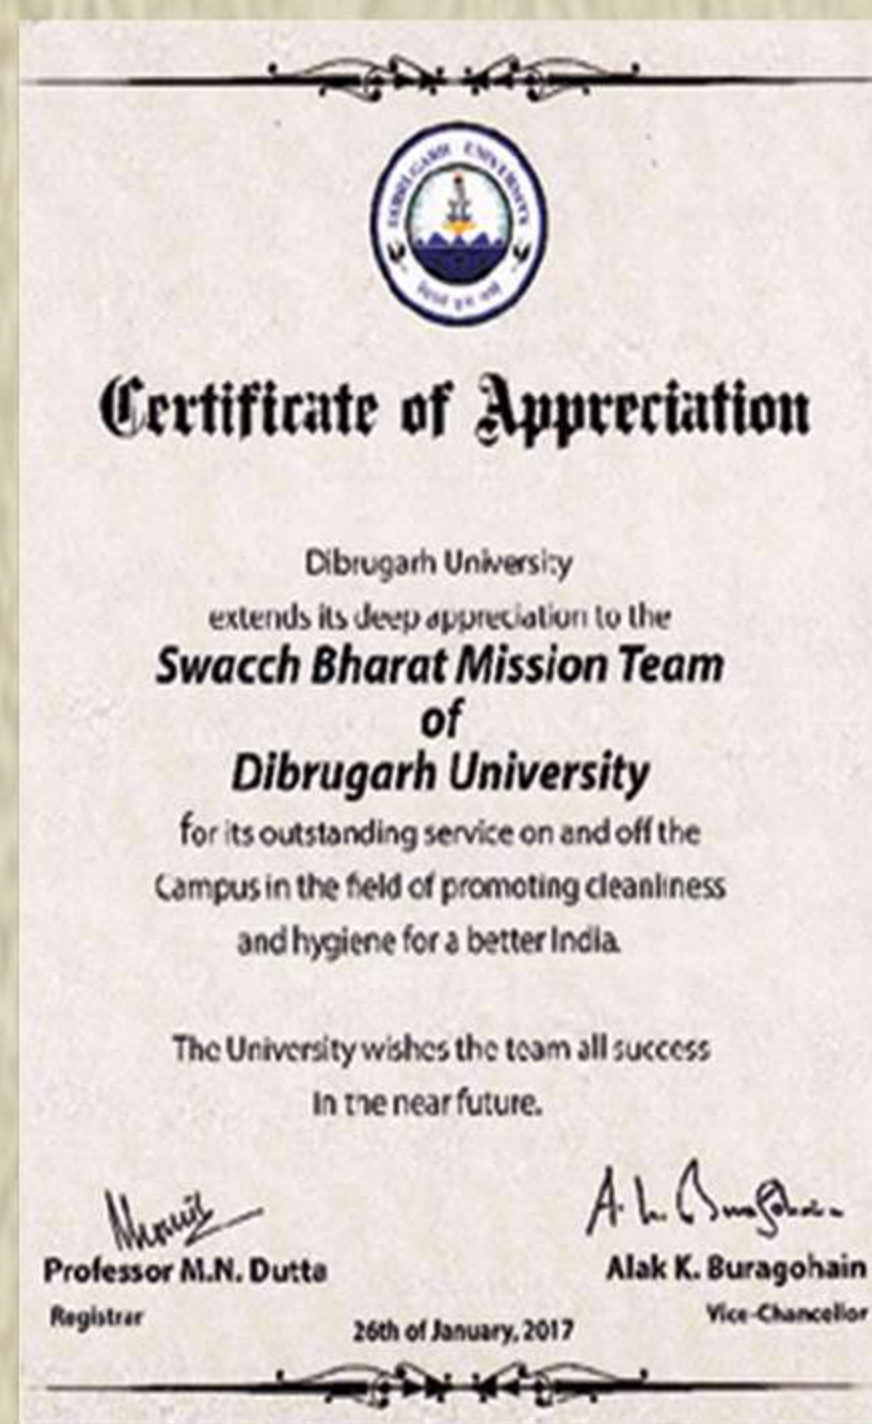 DIBRUGARH UNIVERSITY
Certificate of Appreciation
Dibrugarh University
extends its deep appreciation to the
Swacch Bharat Mission Team
of
Dibrugarh University
for its outstanding service on and off the
Campus in the field of promoting cleanliness
and hygiene for a better India.
The University wishes the team all success
in the near future.
Professor M.N. Dutta
Alak K. Buragohain
Registrar
Vice-Chancellor
26th of January, 2017